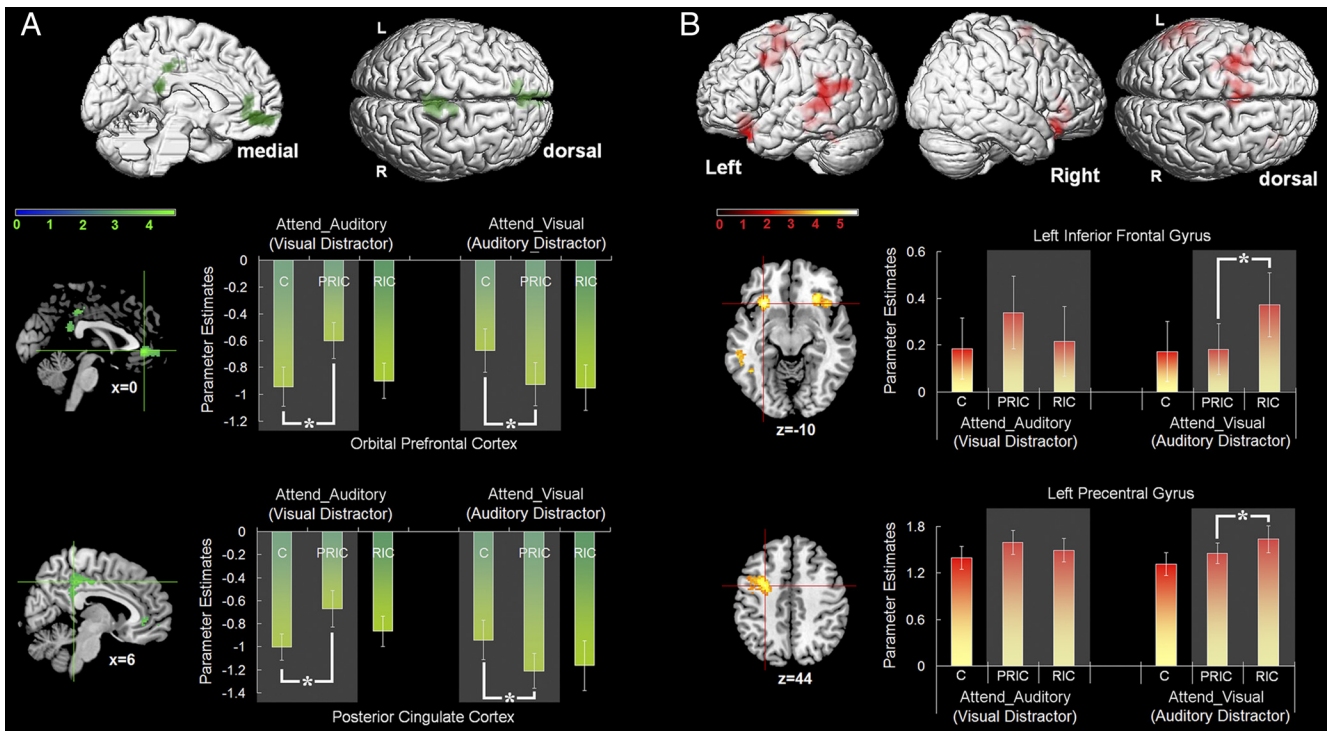 A
L
medial
R
dorsal
0 1 2 3 4
Attend_Auditory
(Visual Distractor)
Attend_Visual
(Auditory Distractor)
0
-0.2
-0.4
-0.6
-0.8
-1
-1.2
Parameter Estimates
C PRIC RIC C PRIC RIC
* *
Orbital Prefrontal Cortex
x=0
Attend_Auditory
(Visual Distractor)
Attend_Visual
(Auditory Distractor)
0
-0.2
-0.4
-0.6
-0.8
-1
-1.2
-1.4
Parameter Estimates
C PRIC RIC C PRIC RIC
* *
Posterior Cingulate Cortex
x=6
B
Left
Right
L
R
dorsal
0 1 2 3 4 5
z=-10
Left Inferior Frontal Gyrus
0.6
0.4
0.2
0
Parameter Estimates
*
C PRIC RIC C PRIC RIC
Attend_Auditory
(Visual Distractor)
Attend_Visual
(Auditory Distractor)
z=44
Left Precentral Gyrus
1.8
1.2
0.6
0
Parameter Estimates
*
C PRIC RIC C PRIC RIC
Attend_Auditory
(Visual Distractor)
Attend_Visual
(Auditory Distractor)